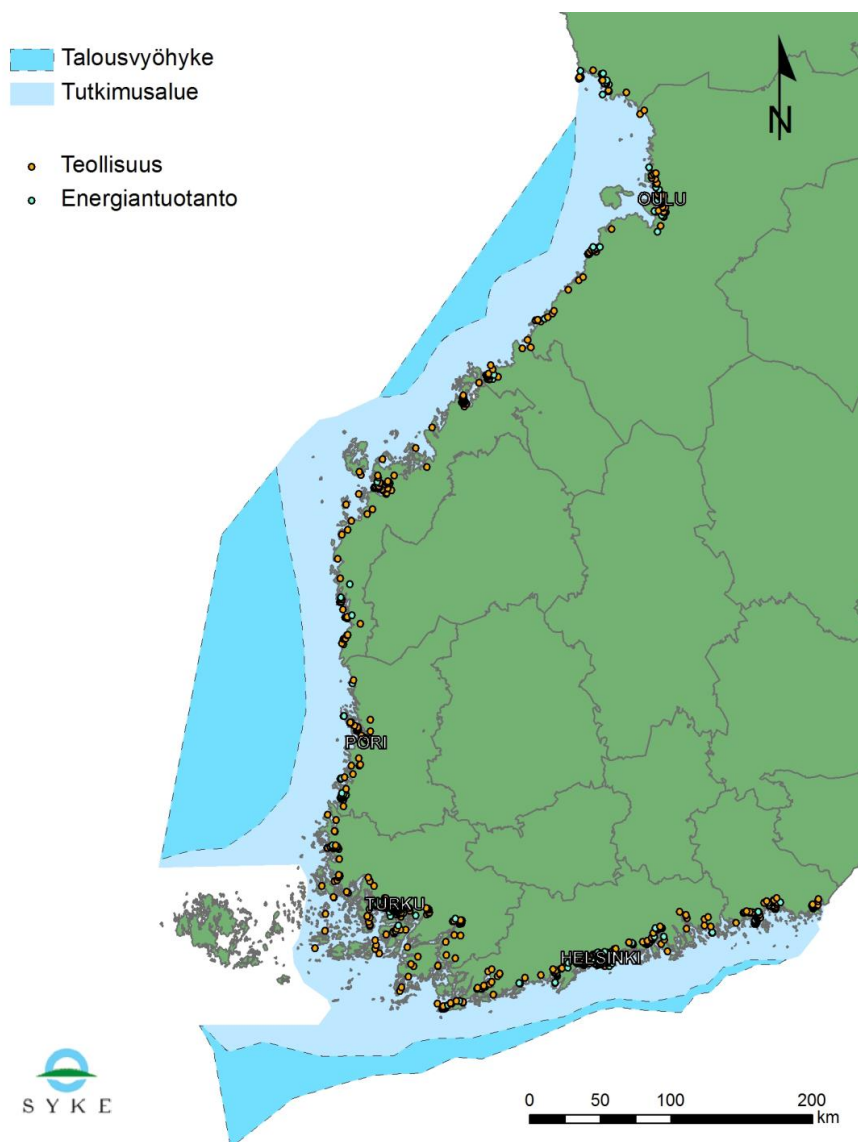 Talousvyöhyke
Tutkimusalue
Teollisuus
Energiantuotanto
N
OULU
PORI
TURKU
HELSINKI
SYKE
0 50 100 200
km